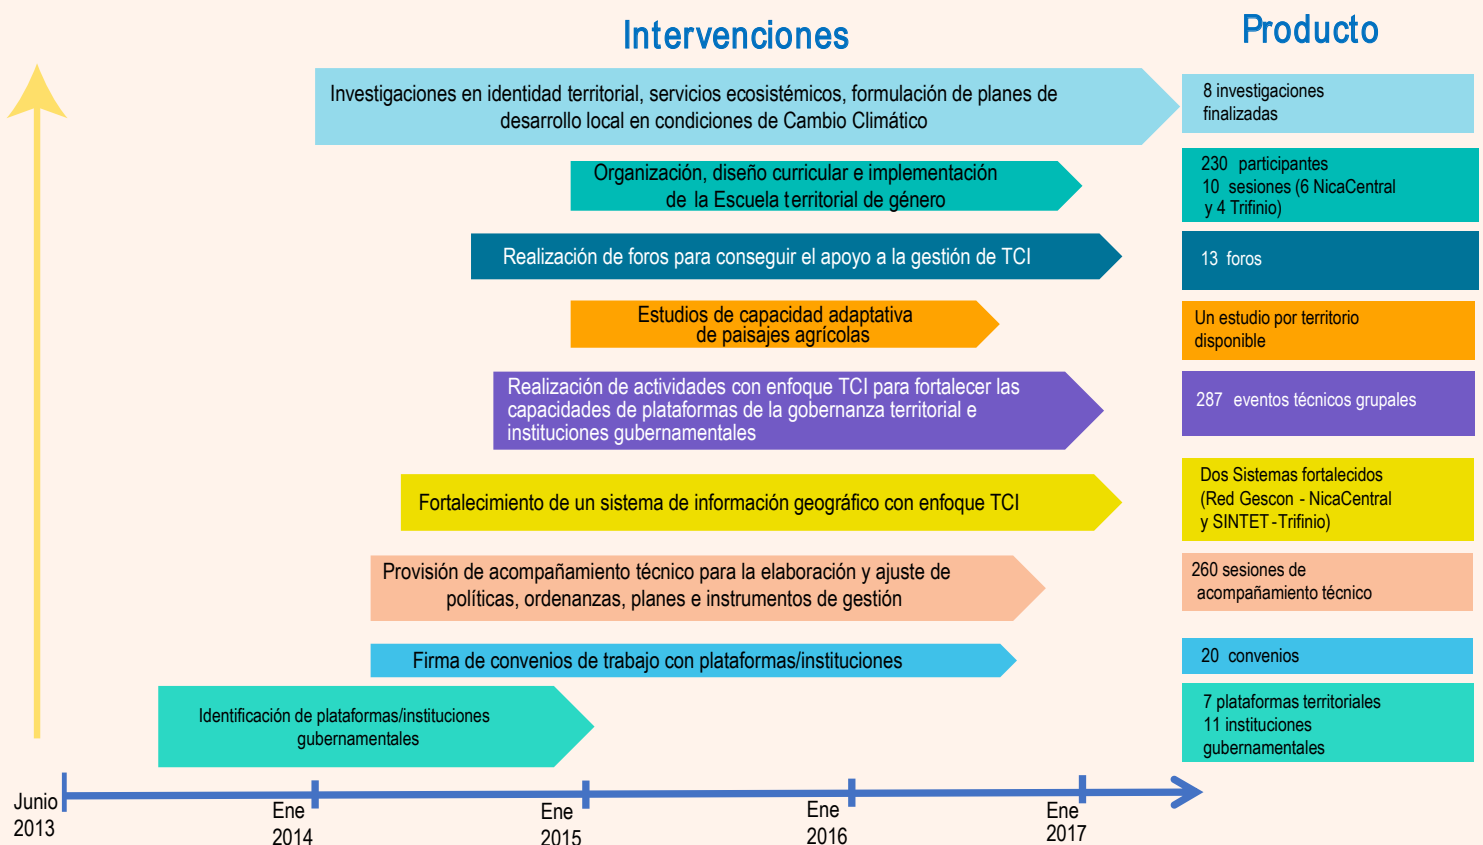 Intervenciones
Producto
Investigaciones en identidad territorial, servicios ecosistémicos, formulación de planes de
desarrollo local en condiciones de Cambio Climático
8 investigaciones
finalizadas
Organización, diseño curricular e implementación
de la Escuela territorial de género
230 participantes
10 sesiones (6 NicaCentral
y 4 Trifinio)
Realización de foros para conseguir el apoyo a la gestión de TCI
13 foros
Estudios de capacidad adaptativa
de paisajes agrícolas
Un estudio por territorio
disponible
Realización de actividades con enfoque TCI para fortalecer las
capacidades de plataformas de la gobernanza territorial e
instituciones gubernamentales
287 eventos técnicos grupales
Fortalecimiento de un sistema de información geográfico con enfoque TCI
Dos Sistemas fortalecidos
(Red Gescon - NicaCentral
y SINTET - Trifinio)
Provisión de acompañamiento técnico para la elaboración y ajuste de
políticas, ordenanzas, planes e instrumentos de gestión
260 sesiones de
acompañamiento técnico
Firma de convenios de trabajo con plataformas/instituciones
20 convenios
Identificación de plataformas/instituciones
gubernamentales
7 plataformas territoriales
11 instituciones
gubernamentales
Junio
2013
Ene
2014
Ene
2015
Ene
2016
Ene
2017